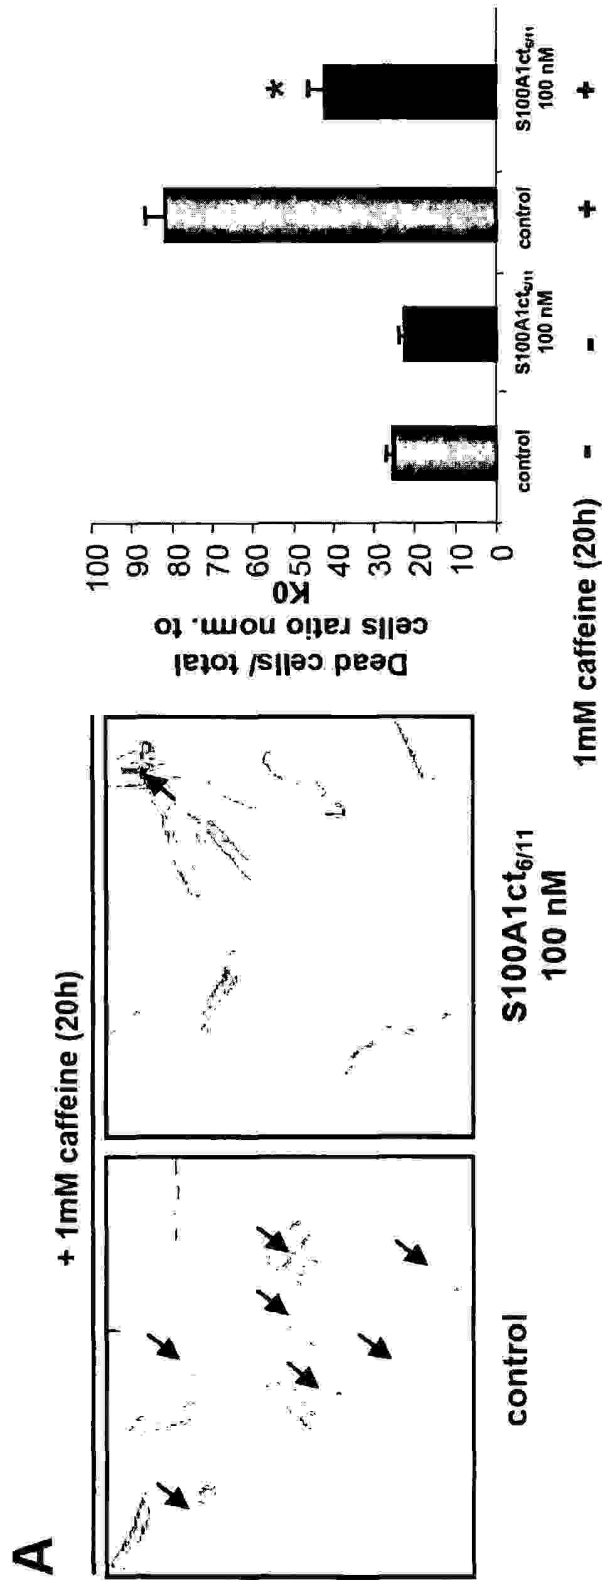 A
+ 1mM caffeine (20h)
control
S100A1ct6/11
100 nM
Dead cells/ total
cells ratio norm. to
K0
100
90
80
70
60
50
40
30
20
10
0
*
control
S100A1ct6/11
100 nM
control
S100A1ct6/11
100 nM
1mM caffeine (20h) - - + +